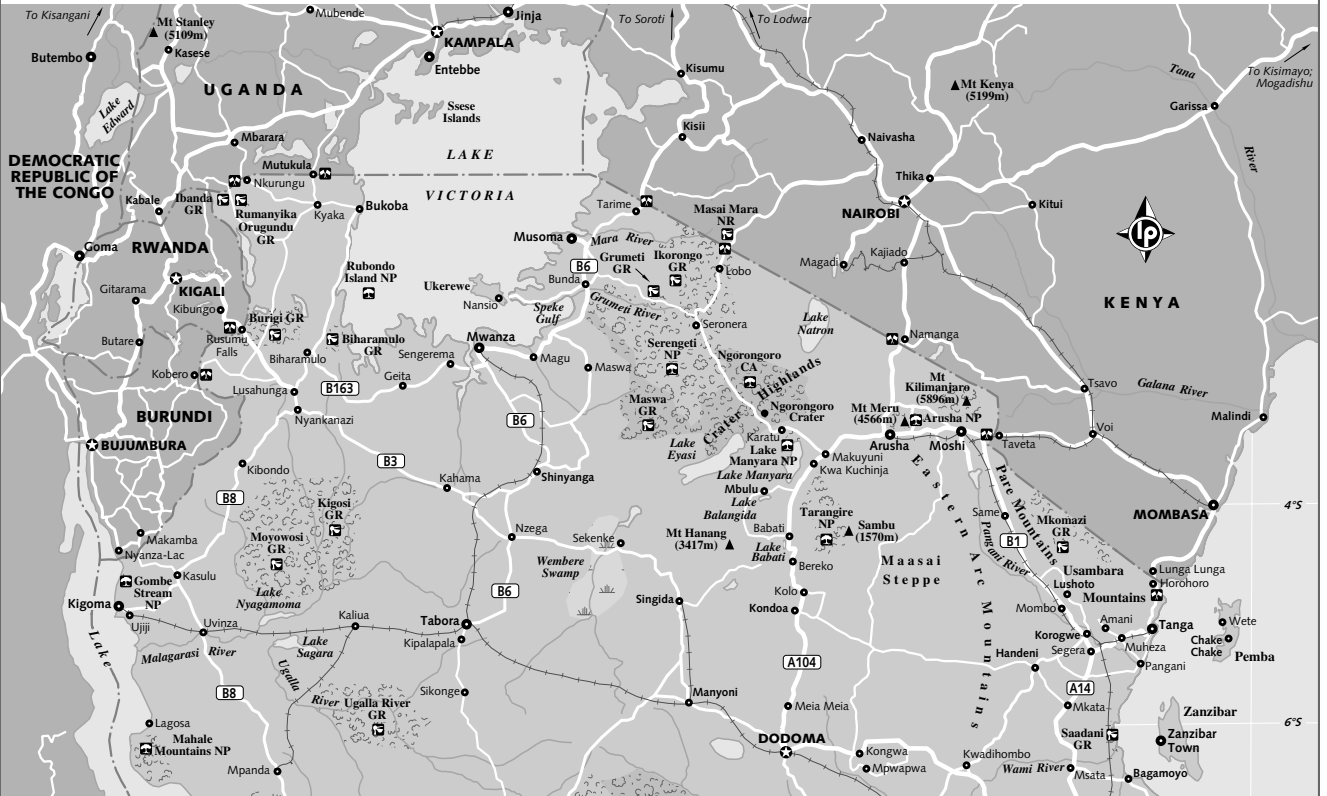 To Kisangani
Mt Stanley
(5109m)
Mubende
Jinja
To Soroti
To Lodwar
Butembo
Kasese
KAMPALA
Entebbe
Kisumu
Mt Kenya
(5199m)
Tana
To Kisimayo;
Mogadishu
UGANDA
Lake
Edward
Ssese
Islands
Garissa
River
Mbarara
Kisii
Naivasha
DEMOCRATIC
REPUBLIC OF
THE CONGO
LAKE
VICTORIA
Mutukula
Nkurungu
Thika
Kabale
Ibanda
GR
Rumanyika
Orugundu
GR
Kyaka
Bukoba
Tarime
Masai Mara
NR
NAIROBI
Kitui
lp
RWANDA
Goma
Musoma
Mara River
Grumeti
GR
Ikorongo
GR
Lobo
Magadi
Kajiado
Gitarama
KIGALI
Kibungo
Rubondo
Island NP
Ukerewe
Nansio
B6
Bunda
Speke
Gulf
Grumeti River
Seronera
Lake
Natron
KENYA
Butare
Rusumu
Falls
Burigi GR
Biharamulo
Biharamulo
GR
Sengerema
Mwanza
Magu
Maswa
Serengeti
NP
Ngorongoro
CA
Namanga
Kobero
Lusahunga
B163
Geita
Crater Highlands
Mt
Kilimanjaro
(5896m)
Tsavo
Galana River
BURUNDI
Nyankanazi
B6
Maswa
GR
Ngorongoro
Crater
Mt Meru
(4566m)
Arusha NP
Malindi
BUJUMBURA
Karatu
Lake
Eyasi
Lake
Manyara NP
Arusha
Moshi
Taveta
Voi
Kibondo
B3
Kahama
Shinyanga
Lake Manyara
Makuyuni
Kwa Kuchinja
Mbulu
Lake
Balangida
B8
Kigosi
GR
Moyowosi
GR
Nzega
Sekenke
Mt Hanang
(3417m)
Babati
Tarangire
NP
Sambu
(1570m)
Same
Pare Mountains
Mkomazi
GR
B1
4°S
MOMBASA
Makamba
Nyanza-Lac
Wembere
Swamp
Lake
Babati
Bereko
Maasai
Steppe
Eastern Arc Mountains
Pangani River
Usambara
Mountains
Lushoto
Lunga Lunga
Horohoro
Gombe
Stream
NP
Kasulu
Lake
Nyagamoma
B6
Singida
Kolo
Kondoa
Mombo
Kigoma
Ujiji
Uvinza
Kaliua
Tabora
Kipalapala
Korogwe
Segera
Amani
Muheza
Tanga
Wete
Chake
Chake
Pemba
Lake
Malagarasi River
Lake
Sagara
Ugalla
River
A104
Handeni
Pangani
B8
Ugalla River
GR
Sikonge
Manyoni
Meia Meia
A14
Mkata
Zanzibar
Lagosa
Mahale
Mountains NP
DODOMA
Saadani
GR
6°S
Zanzibar
Town
Mpanda
Kongwa
Mpwapwa
Kwadihombo
Wami River
Msata
Bagamoyo